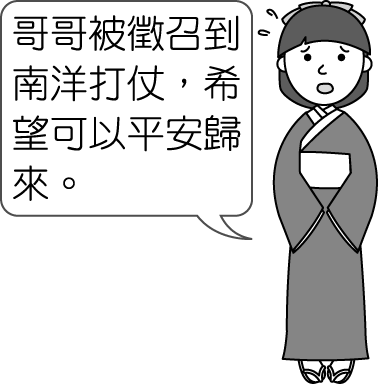 哥哥被徵召到
南洋打仗，希
望可以平安歸
來。